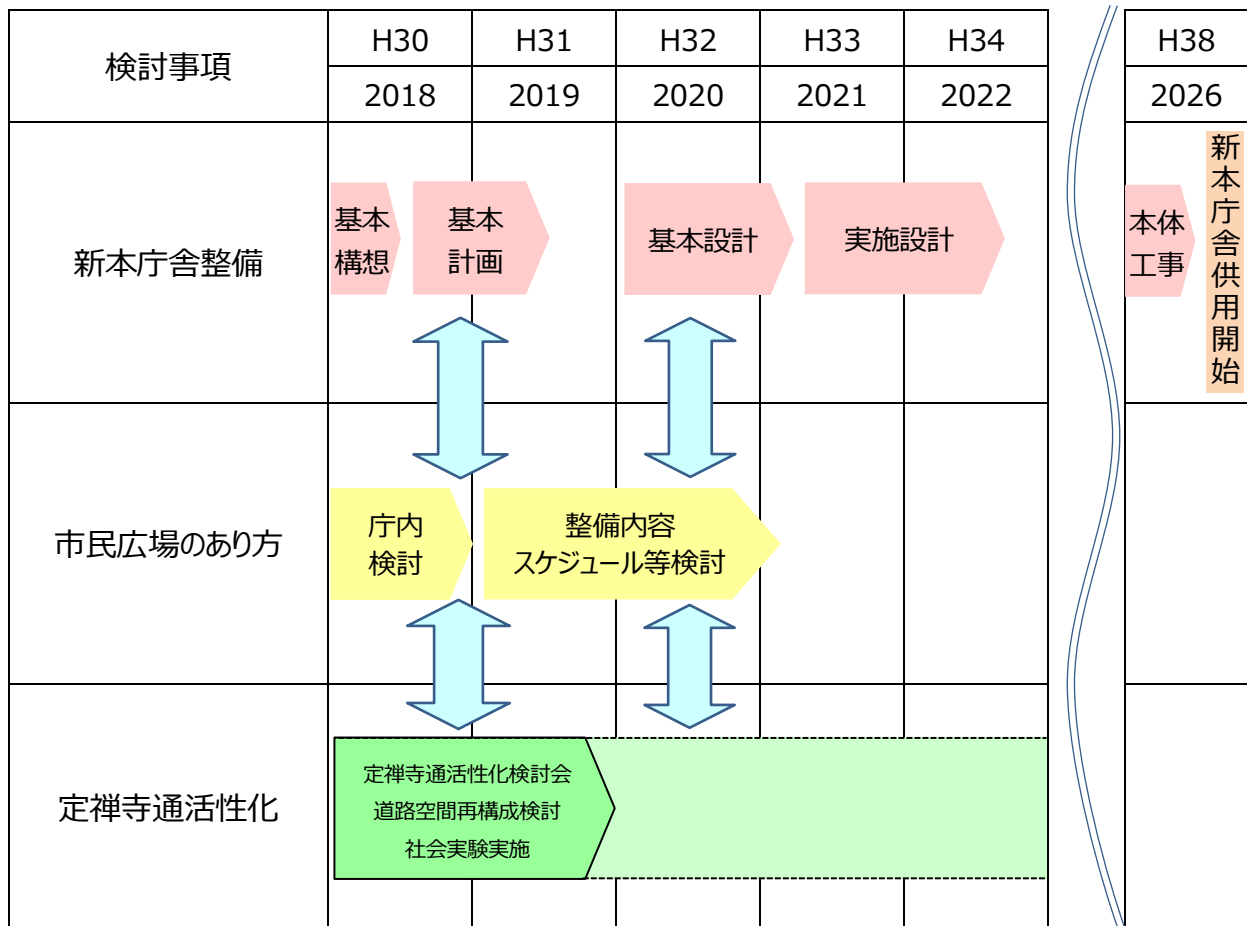 検討事項
H30
H31
H32
H33
H34
H38
2018
2019
2020
2021
2022
2026
新本庁舎整備
基本
構想
基本
計画
基本設計
実施設計
本体
工事
新本庁舎供用開始
市民広場のあり方
庁内
検討
整備内容
スケジュール等検討
定禅寺通活性化
定禅寺通活性化検討会
道路空間再構成検討
社会実験実施